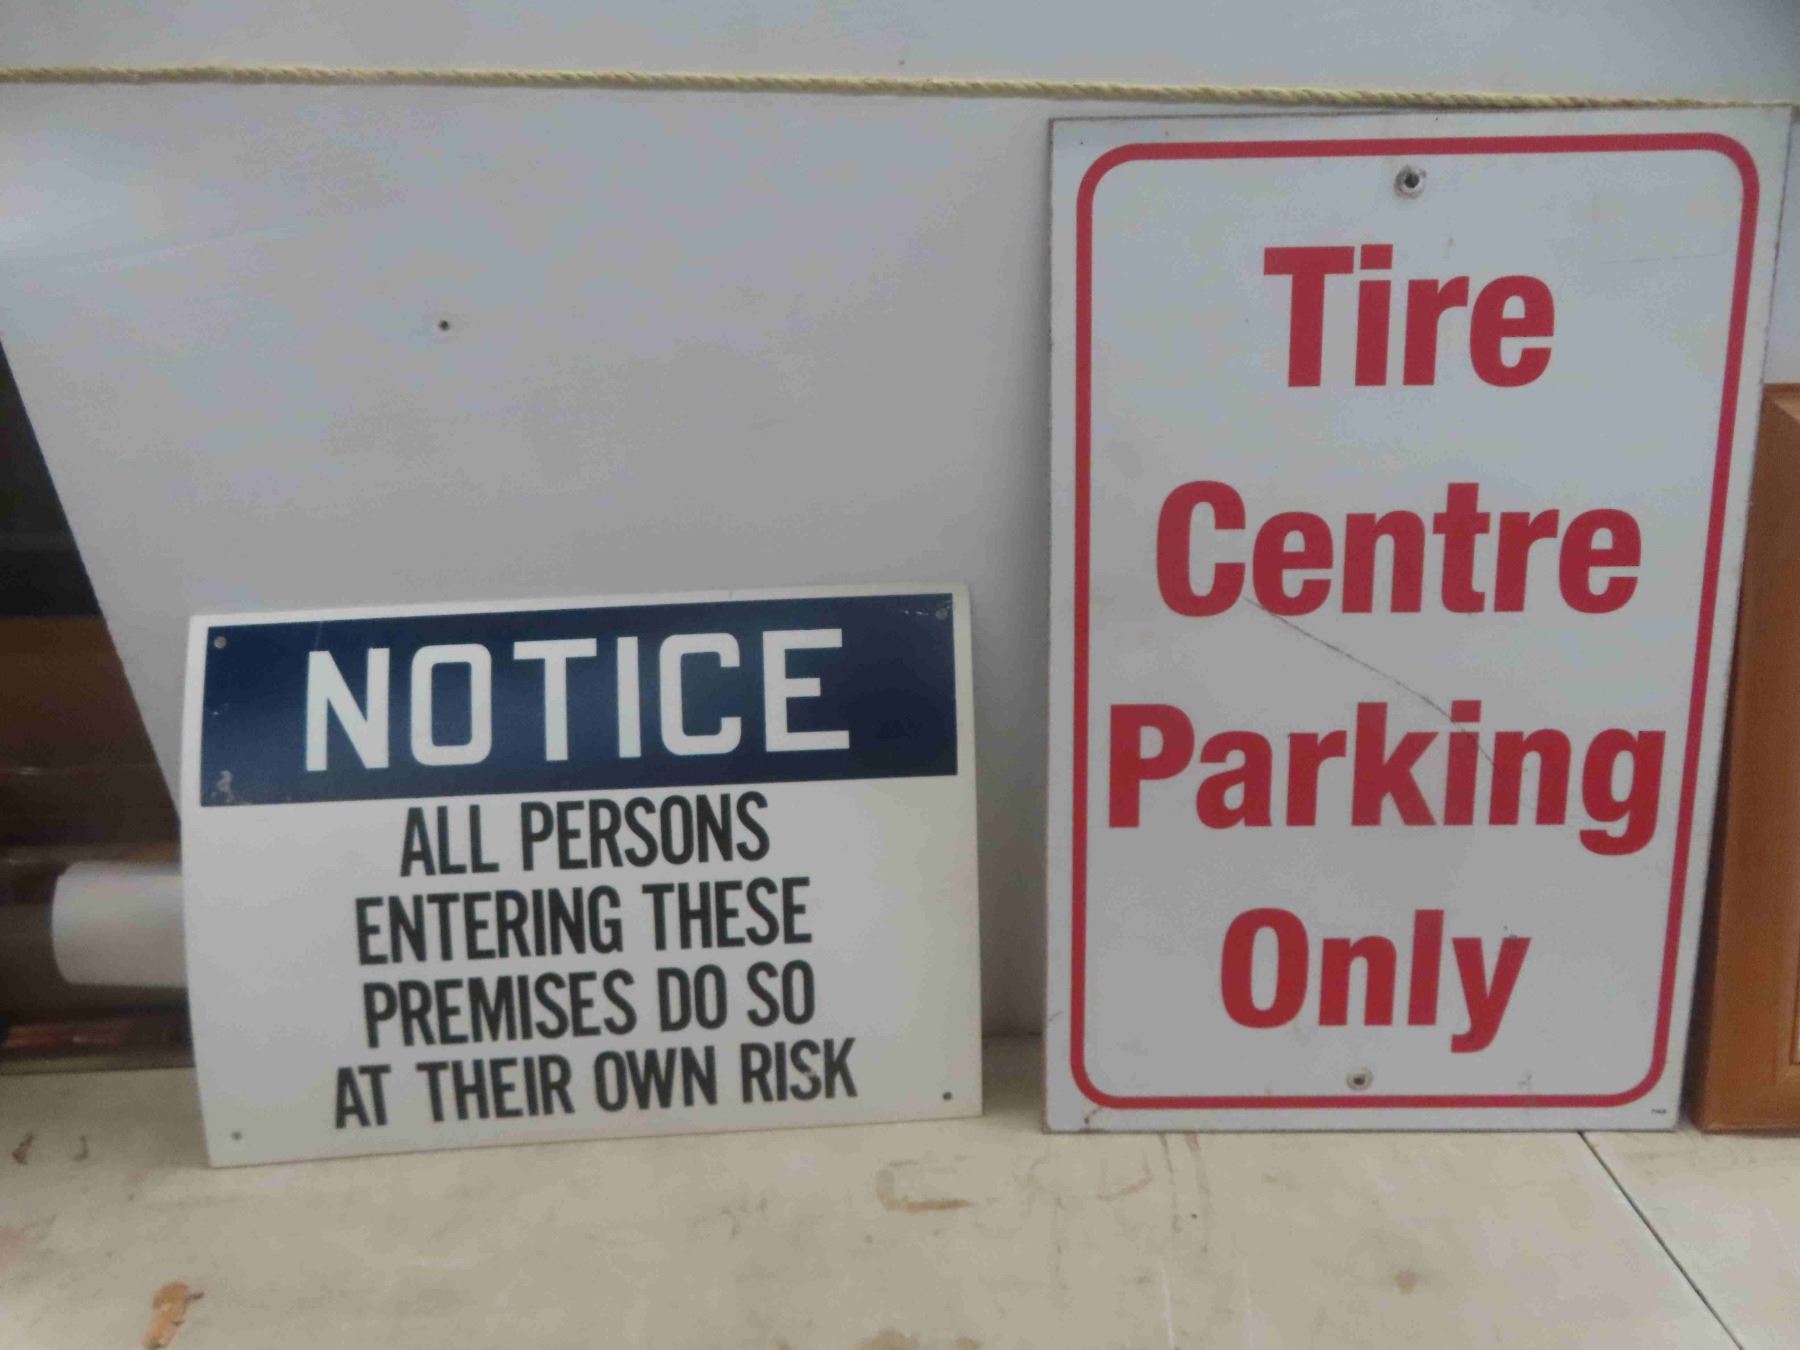 NOTICE
ALL PERSONS
ENTERING THESE
PREMISES DO SO
AT THEIR OWN RISK
Tire
Centre
Parking
Only